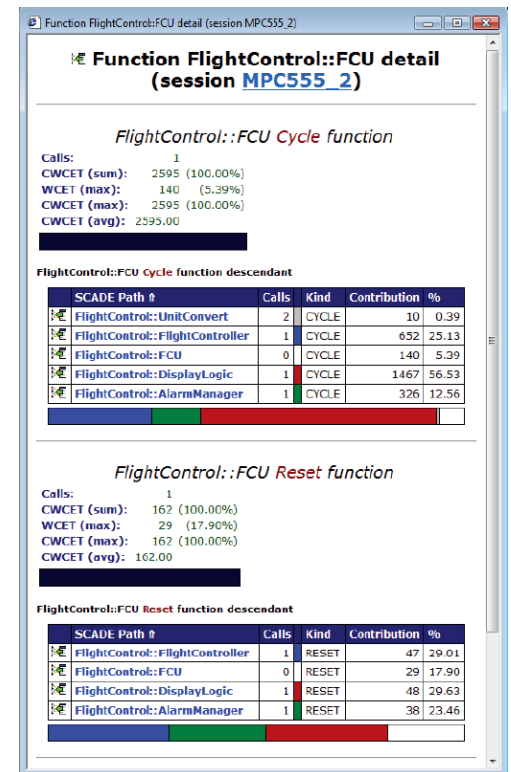 Function FlightControl::FCU detail (session MPC555_2)
Function FlightControl::FCU detail
(session MPC555_2)
FlightControl::FCU Cycle function
Calls: 1
CWCET (sum): 2595 (100.00%)
WCET (max): 140 (5.39%)
CWCET (max): 2595 (100.00%)
CWCET (avg): 2595.00
FlightControl::FCU Cycle function descendant
SCADE Path ⇑ Calls Kind Contribution %
FlightControl::UnitConvert 2 CYCLE 10 0.39
FlightControl::FlightController 1 CYCLE 652 25.13
FlightControl::FCU 0 CYCLE 140 5.39
FlightControl::DisplayLogic 1 CYCLE 1467 56.53
FlightControl::AlarmManager 1 CYCLE 326 12.56
FlightControl::FCU Reset function
Calls: 1
CWCET (sum): 162 (100.00%)
WCET (max): 29 (17.90%)
CWCET (max): 162 (100.00%)
CWCET (avg): 162.00
FlightControl::FCU Reset function descendant
SCADE Path ⇑ Calls Kind Contribution %
FlightControl::FlightController 1 RESET 47 29.01
FlightControl::FCU 0 RESET 29 17.90
FlightControl::DisplayLogic 1 RESET 48 29.63
FlightControl::AlarmManager 1 RESET 38 23.46